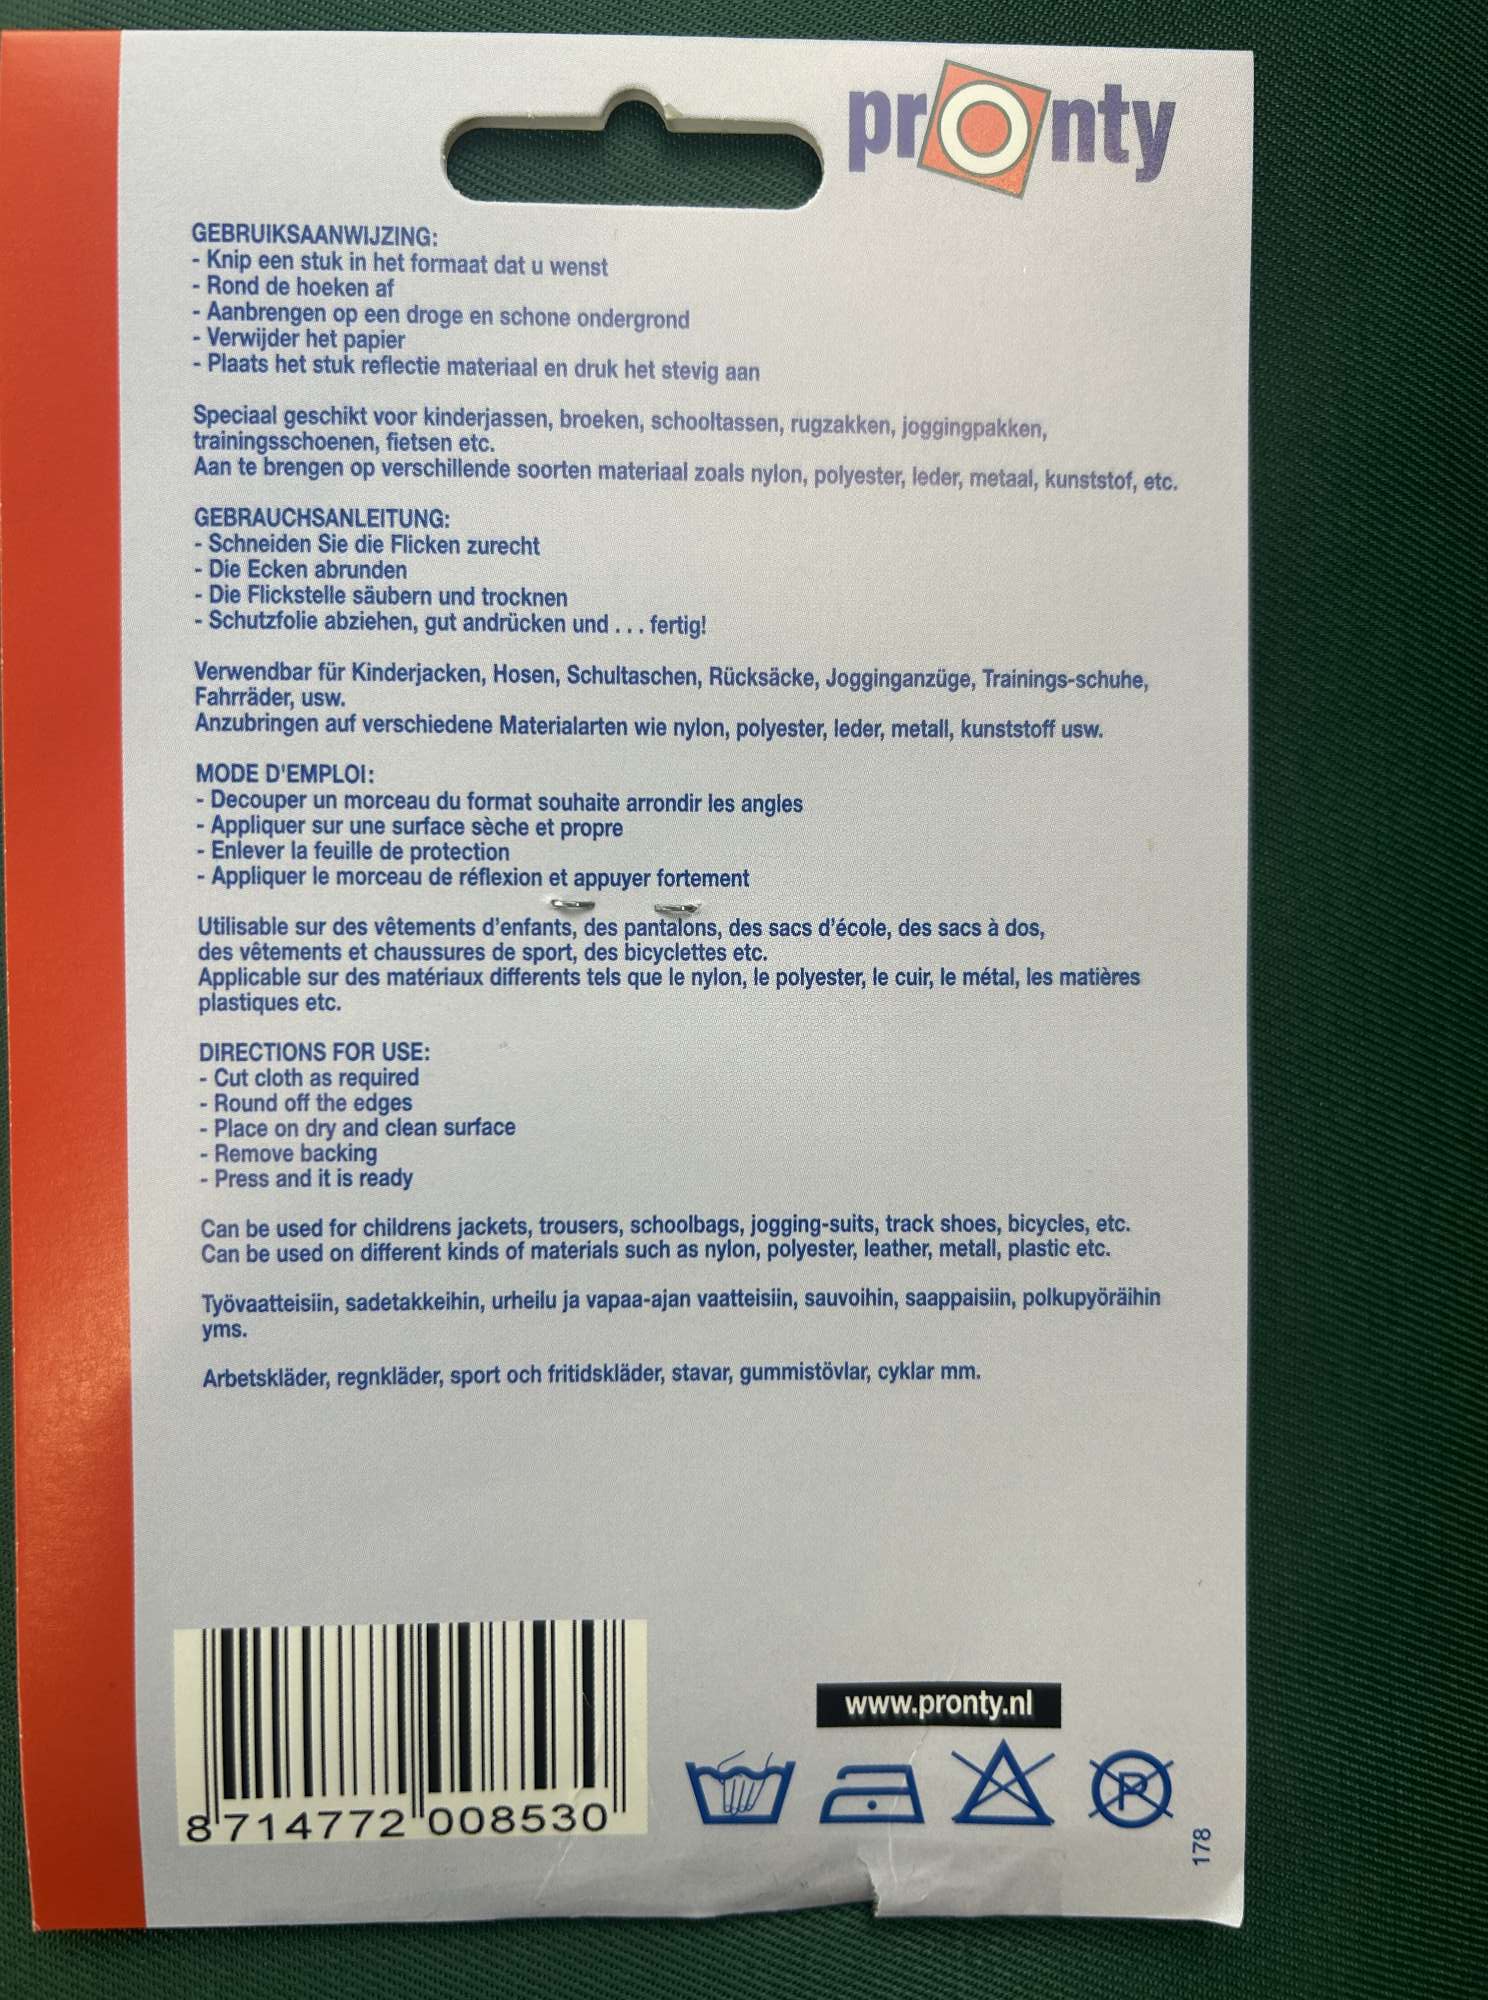 pronty
GEBRUIKSAANWIJZING:
- Knip een stuk in het formaat dat u wenst
- Rond de hoeken af
- Aanbrengen op een droge en schone ondergrond
- Verwijder het papier
- Plaats het stuk reflectie materiaal en druk het stevig aan
Speciaal geschikt voor kinderjassen, broeken, schooltassen, rugzakken, joggingpakken,
trainingsschoenen, fietsen etc.
Aan te brengen op verschillende soorten materiaal zoals nylon, polyester, leder, metaal, kunststof, etc.
GEBRAUCHSANLEITUNG:
- Schneiden Sie die Flicken zurecht
- Die Ecken abrunden
- Die Flickstelle säubern und trocknen
- Schutzfolie abziehen, gut andrücken und . . . fertig!
Verwendbar für Kinderjacken, Hosen, Schultaschen, Rücksäcke, Jogginganzüge, Trainings-schuhe,
Fahrräder, usw.
Anzubringen auf verschiedene Materialarten wie nylon, polyester, leder, metall, kunststoff usw.
MODE D'EMPLOI:
- Decouper un morceau du format souhaite arrondir les angles
- Appliquer sur une surface sèche et propre
- Enlever la feuille de protection
- Appliquer le morceau de réflexion et appuyer fortement
Utilisable sur des vêtements d'enfants, des pantalons, des sacs d'école, des sacs à dos,
des vêtements et chaussures de sport, des bicyclettes etc.
Applicable sur des matériaux differents tels que le nylon, le polyester, le cuir, le métal, les matières
plastiques etc.
DIRECTIONS FOR USE:
- Cut cloth as required
- Round off the edges
- Place on dry and clean surface
- Remove backing
- Press and it is ready
Can be used for childrens jackets, trousers, schoolbags, jogging-suits, track shoes, bicycles, etc.
Can be used on different kinds of materials such as nylon, polyester, leather, metall, plastic etc.
Työvaatteisiin, sadetakkeihin, urheilu ja vapaa-ajan vaatteisiin, sauvoihin, saappaisiin, polkupyöräihin
yms.
Arbetskläder, regnkläder, sport och fritidskläder, stavar, gummistövlar, cyklar mm.
www.pronty.nl
P
8 714772 008530
178